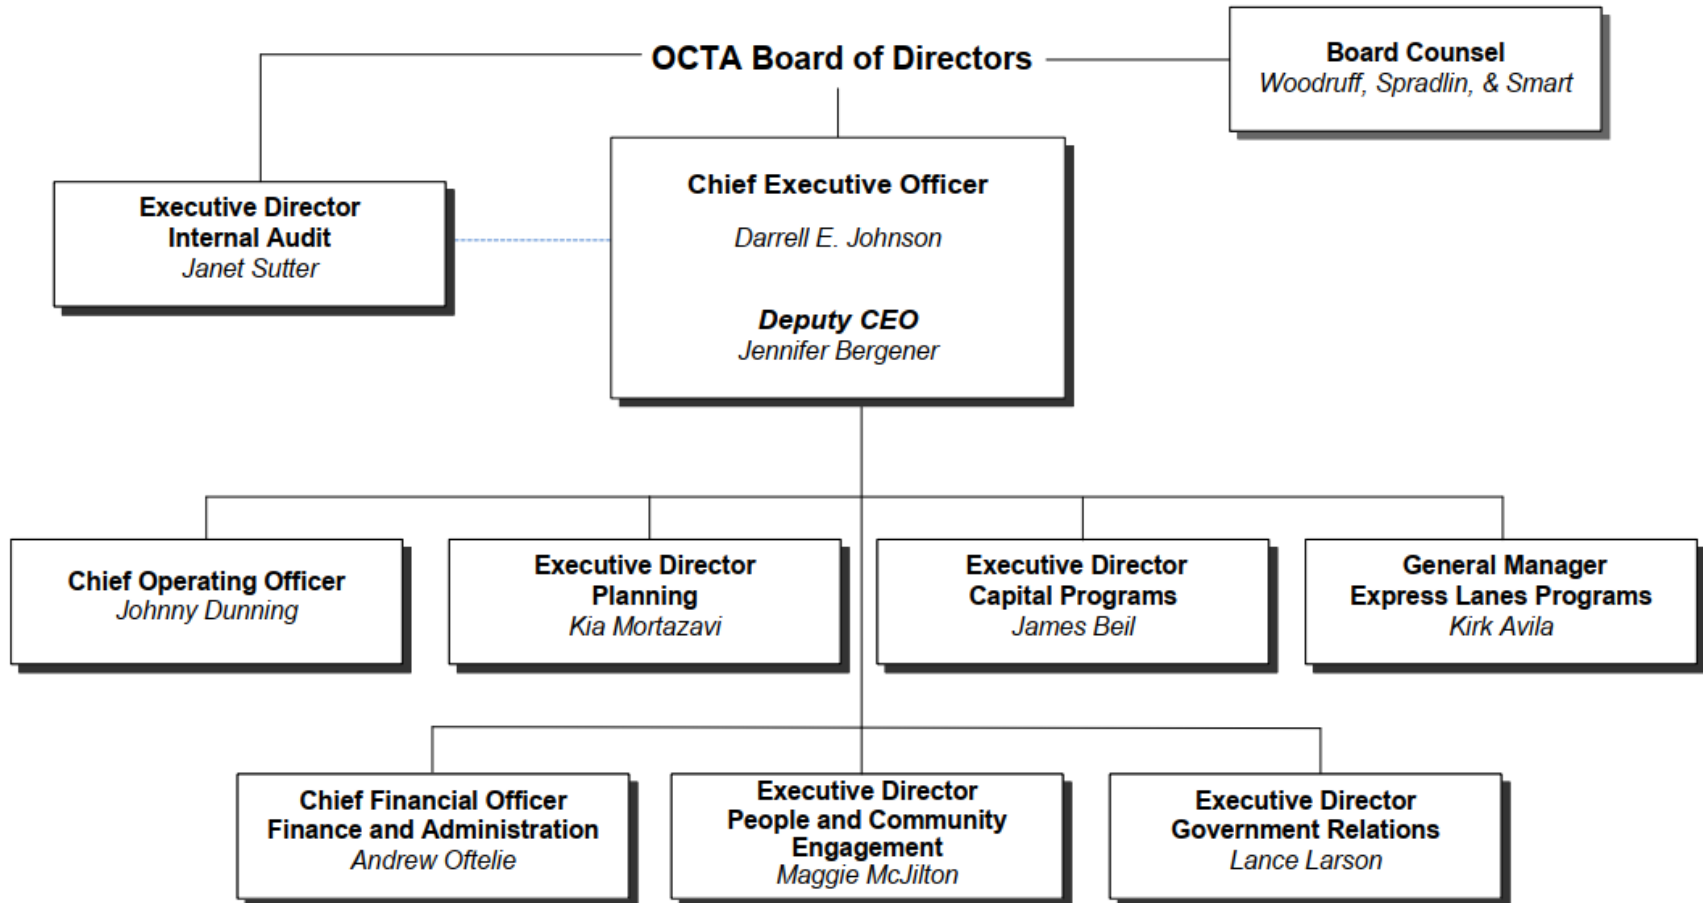 OCTA Board of Directors
Board Counsel
Woodruff, Spradlin, & Smart
Chief Executive Officer
Darrell E. Johnson
Deputy CEO
Jennifer Bergener
Executive Director
Internal Audit
Janet Sutter
Chief Operating Officer
Johnny Dunning
Executive Director
Planning
Kia Mortazavi
Executive Director
Capital Programs
James Beil
General Manager
Express Lanes Programs
Kirk Avila
Chief Financial Officer
Finance and Administration
Andrew Oftelie
Executive Director
People and Community
Engagement
Maggie McJilton
Executive Director
Government Relations
Lance Larson